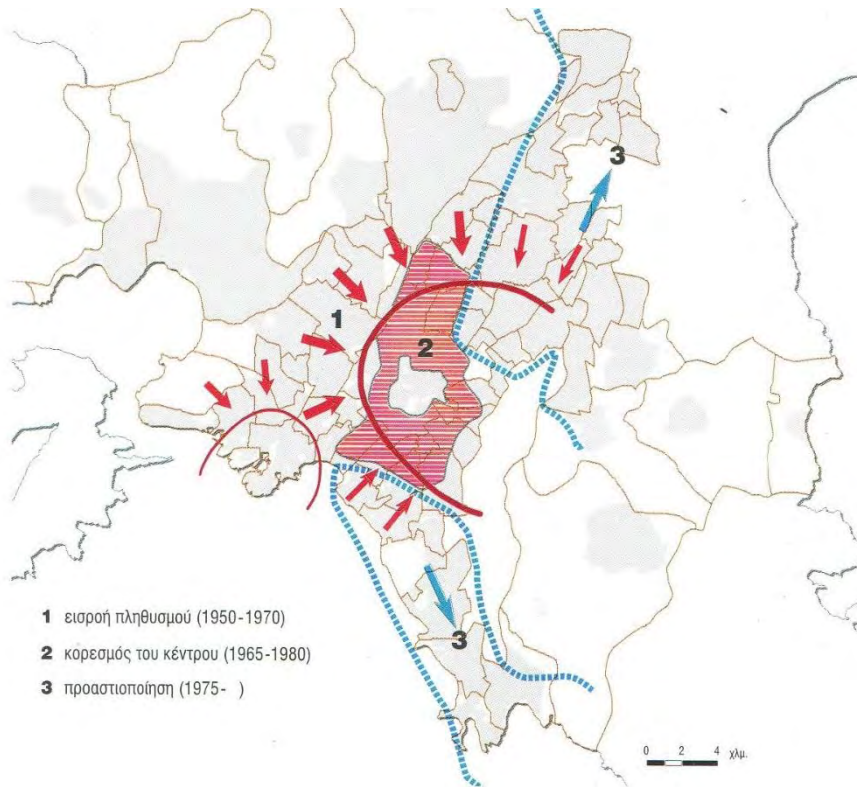 3
1
2
3
1 εισροή πληθυσμού (1950-1970)
2 κορεσμός του κέντρου (1965-1980)
3 προαστιοποίηση (1975- )
0 2 4 χλμ.